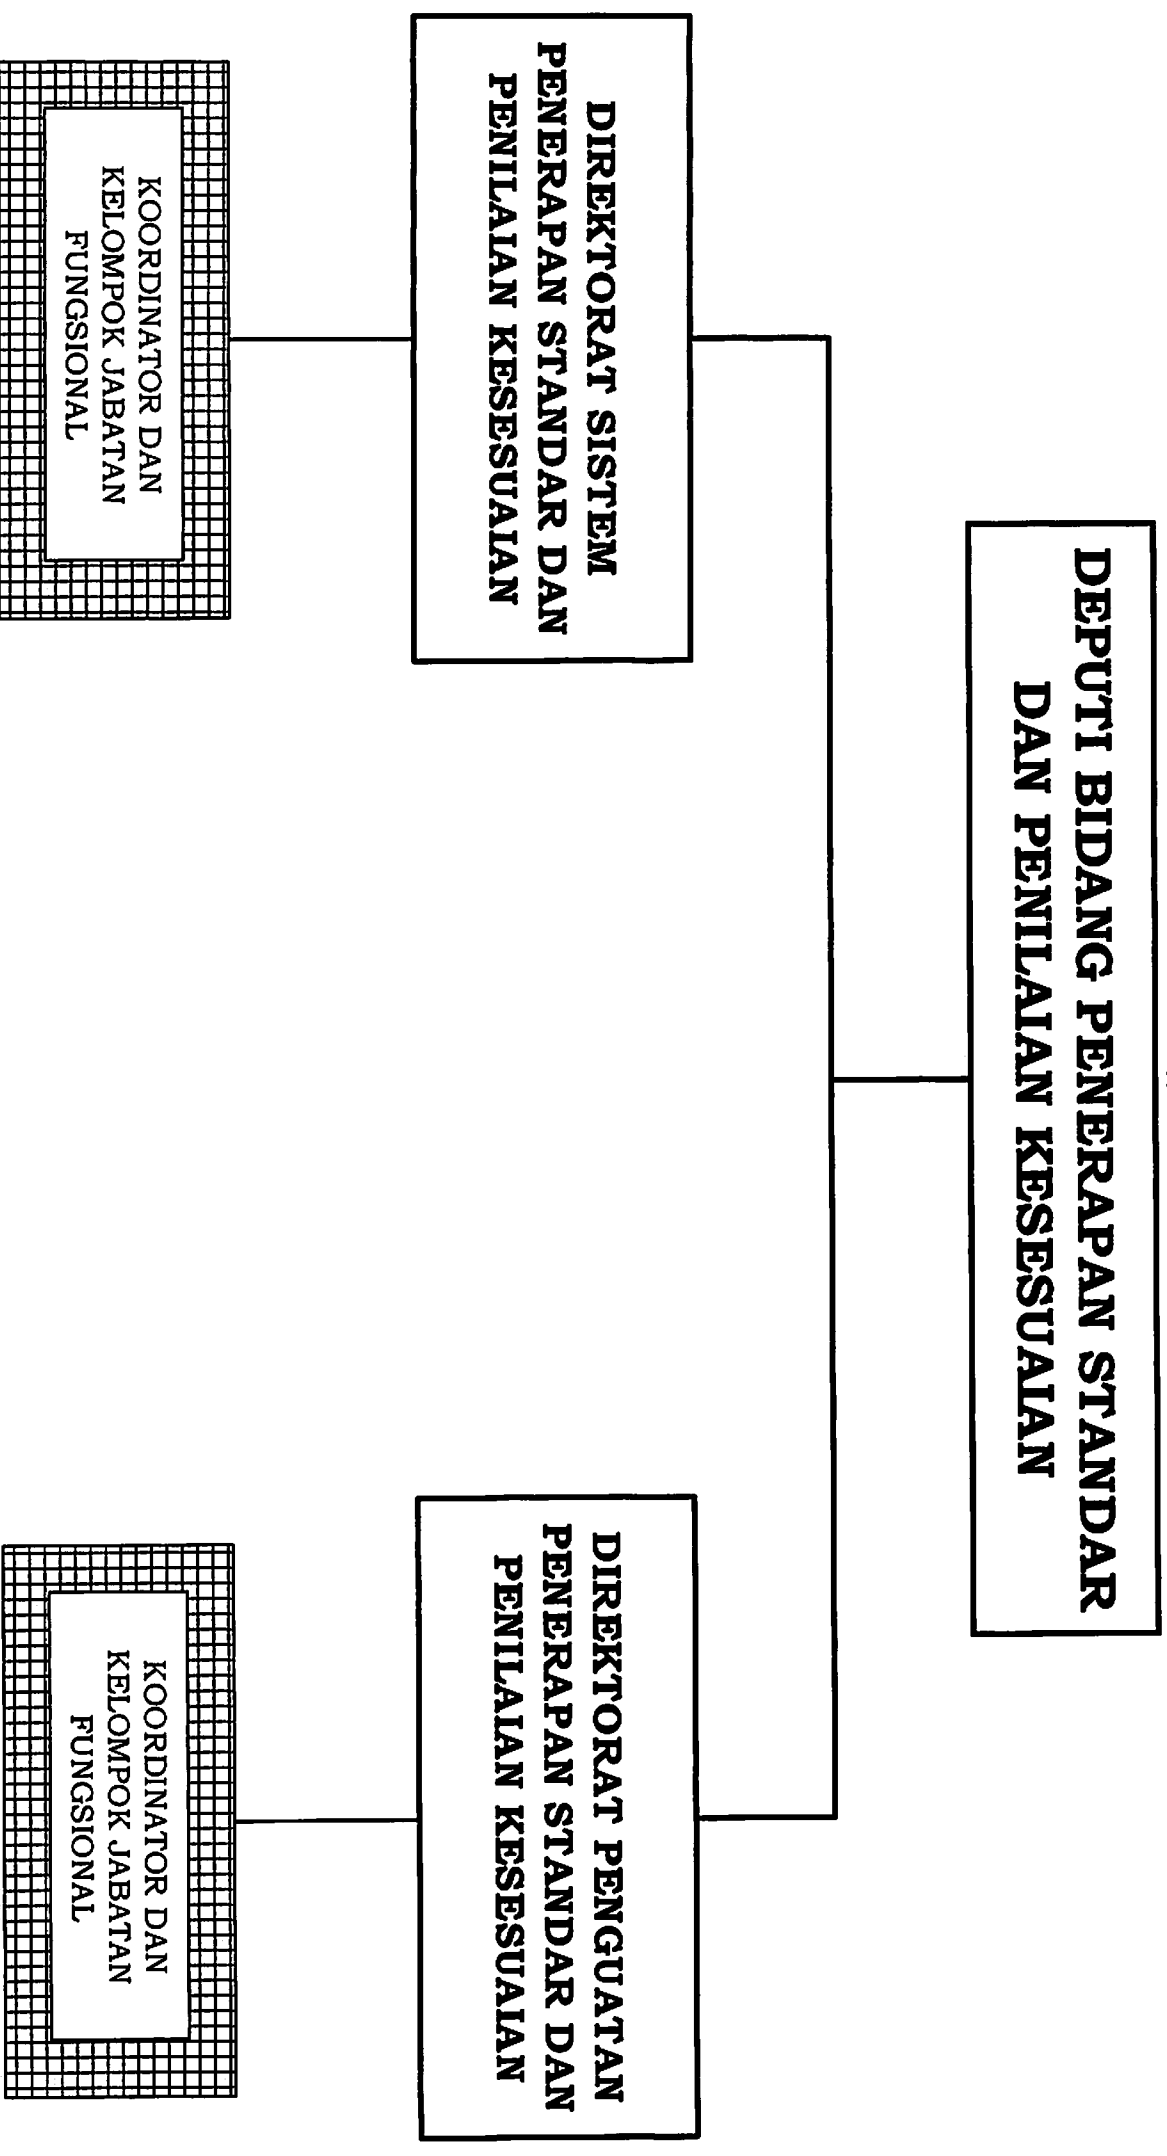 DEPUTI BIDANG PENERAPAN STANDAR
DAN PENILAIAN KESESUAIAN
DIREKTORAT SISTEM
PENERAPAN STANDAR DAN
PENILAIAN KESESUAIAN
DIREKTORAT PENGUATAN
PENERAPAN STANDAR DAN
PENILAIAN KESESUAIAN
KOORDINATOR DAN
KELOMPOK JABATAN
FUNGSIONAL
KOORDINATOR DAN
KELOMPOK JABATAN
FUNGSIONAL